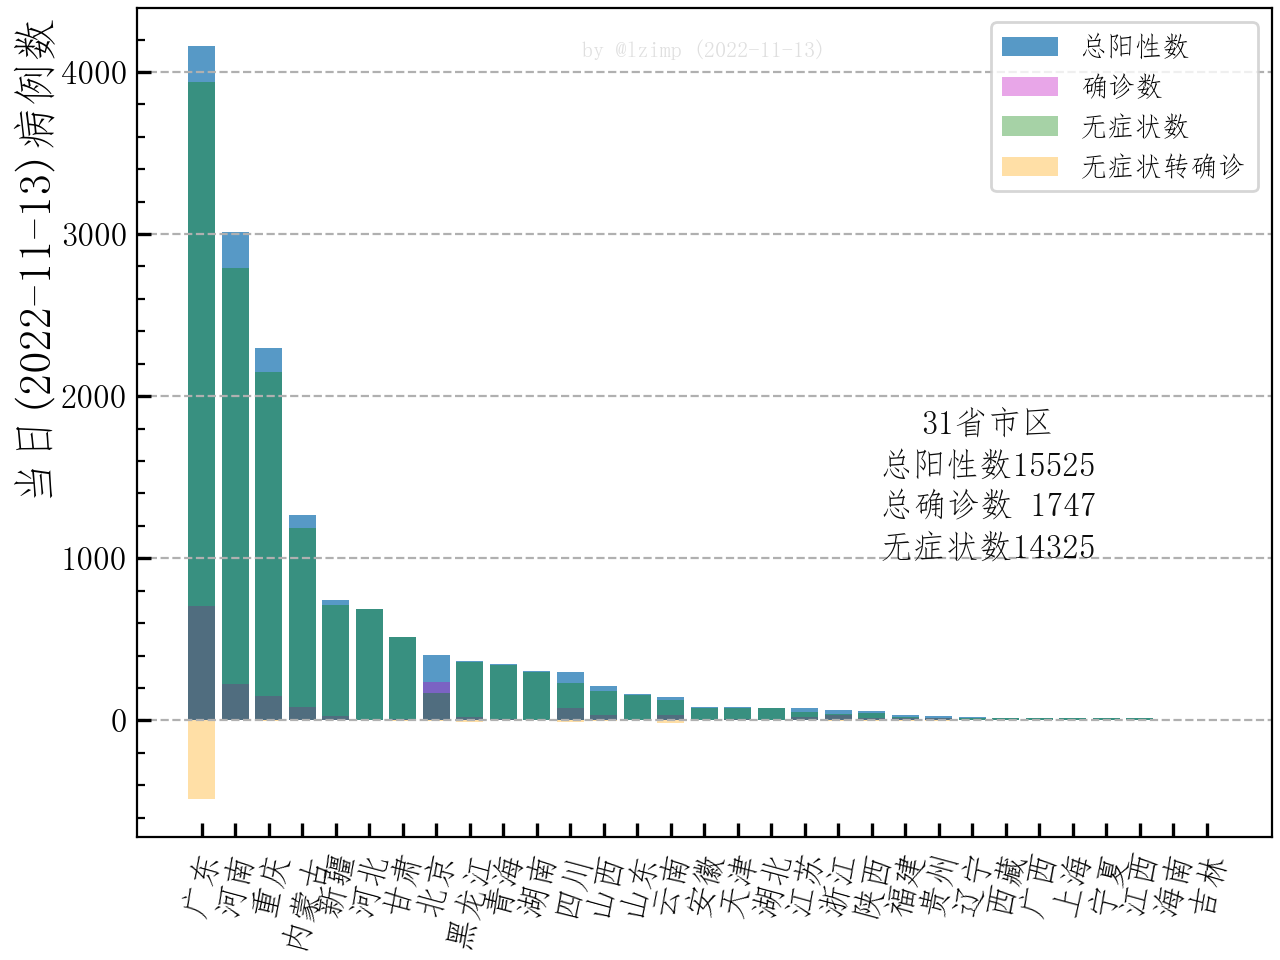 by @lzimp (2022-11-13)
总阳性数
确诊数
无症状数
无症状转确诊
当日(2022-11-13)病例数
4000
3000
2000
1000
0
31省市区
总阳性数15525
总确诊数 1747
无症状数14325
广东
河南
重庆
内蒙古
新疆
河北
甘肃
北京
黑龙江
青海
湖南
四川
山西
山东
云南
安徽
天津
湖北
江苏
浙江
陕西
福建
贵州
辽宁
西藏
广西
上海
宁夏
江西
海南
吉林